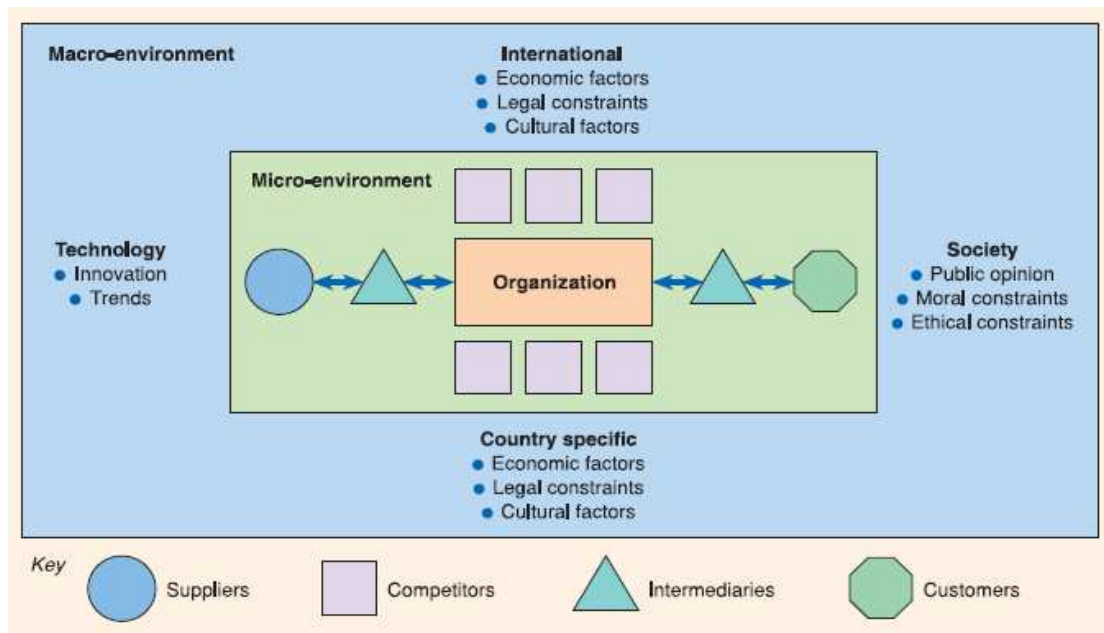 Macro-environment
International
● Economic factors
● Legal constraints
● Cultural factors
Micro-environment
Technology
● Innovation
● Trends
Organization
Society
● Public opinion
● Moral constraints
● Ethical constraints
Country specific
● Economic factors
● Legal constraints
● Cultural factors
Key
Suppliers
Competitors
Intermediaries
Customers